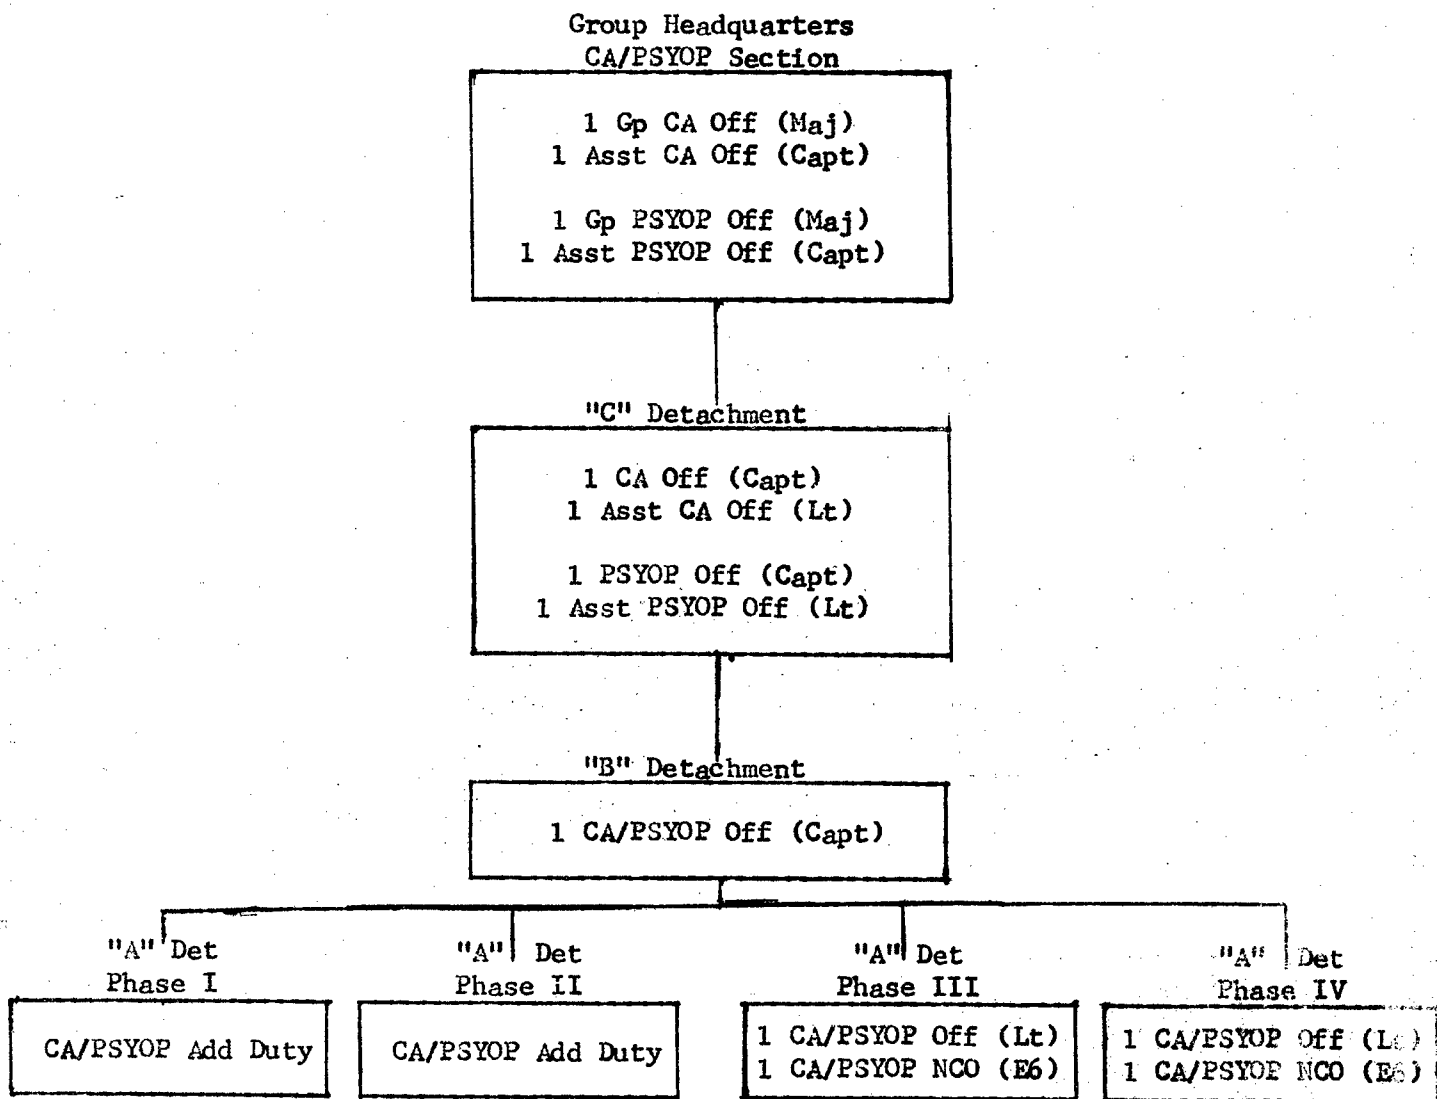 Group Headquarters
CA/PSYOP Section
1 Gp CA Off (Maj)
1 Asst CA Off (Capt)
1 Gp PSYOP Off (Maj)
1 Asst PSYOP Off (Capt)
"C" Detachment
1 CA Off (Capt)
1 Asst CA Off (Lt)
1 PSYOP Off (Capt)
1 Asst PSYOP Off (Lt)
"B" Detachment
1 CA/PSYOP Off (Capt)
"A" Det
Phase I
CA/PSYOP Add Duty
"A" Det
Phase II
CA/PSYOP Add Duty
"A" Det
Phase III
1 CA/PSYOP Off (Lt)
1 CA/PSYOP NCO (E6)
"A" Det
Phase IV
1 CA/PSYOP Off (Lt)
1 CA/PSYOP NCO (E6)